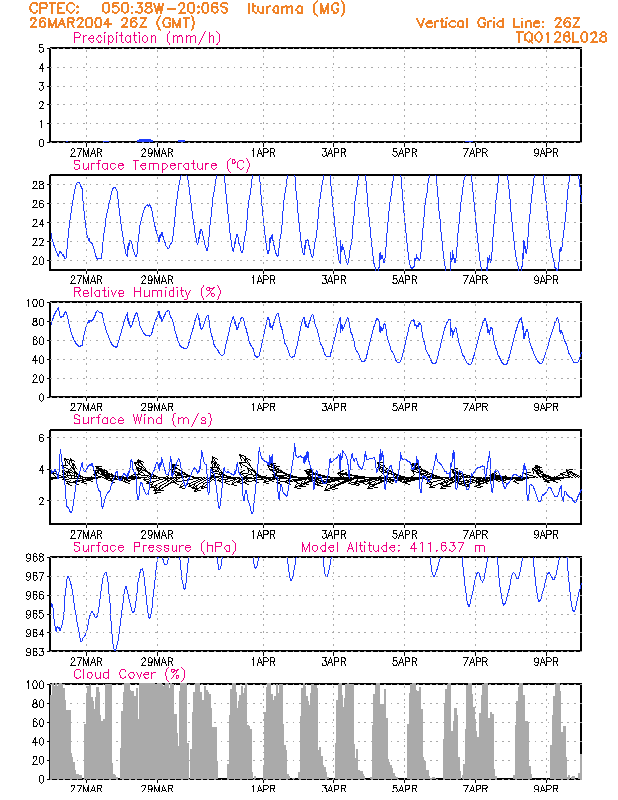 CPTEC: 050:38W-20:06S Iturama (MG)
26MAR2004 26Z (GMT) Vertical Grid Line: 26Z
Precipitation (mm/h) TQ0126L028
5
4
3
2
1
0
27MAR 29MAR 1APR 3APR 5APR 7APR 9APR
Surface Temperature (ºC)
28
26
24
22
20
27MAR 29MAR 1APR 3APR 5APR 7APR 9APR
Relative Humidity (%)
100
80
60
40
20
0
27MAR 29MAR 1APR 3APR 5APR 7APR 9APR
Surface Wind (m/s)
6
4
2
27MAR 29MAR 1APR 3APR 5APR 7APR 9APR
Surface Pressure (hPa) Model Altitude: 411.637 m
968
967
966
965
964
963
27MAR 29MAR 1APR 3APR 5APR 7APR 9APR
Cloud Cover (%)
100
80
60
40
20
0
27MAR 29MAR 1APR 3APR 5APR 7APR 9APR